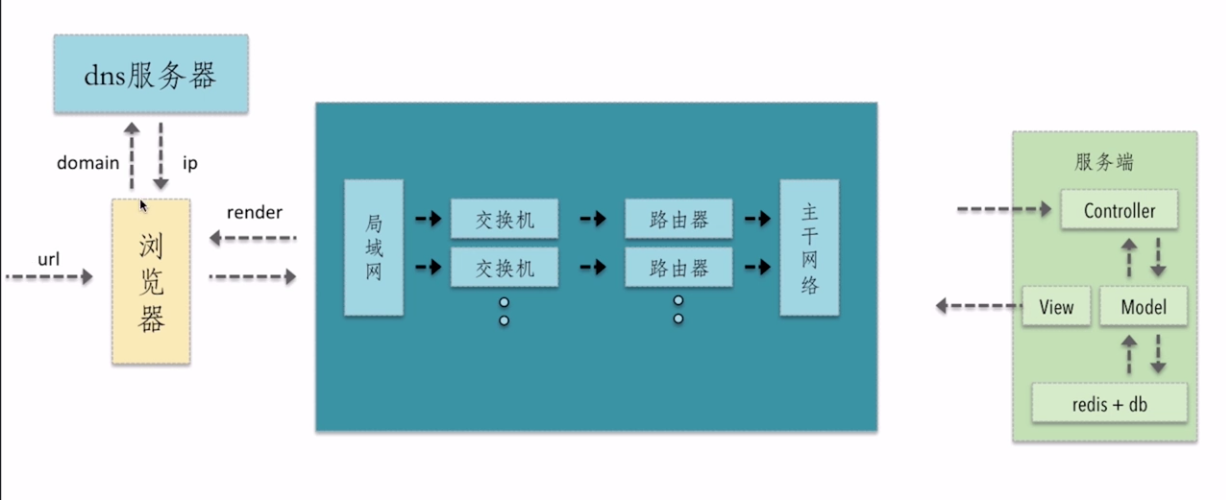 dns服务器
domain
ip
url
浏览器
render
局域网
交换机
路由器
交换机
路由器
主干网络
服务端
Controller
View
Model
redis + db